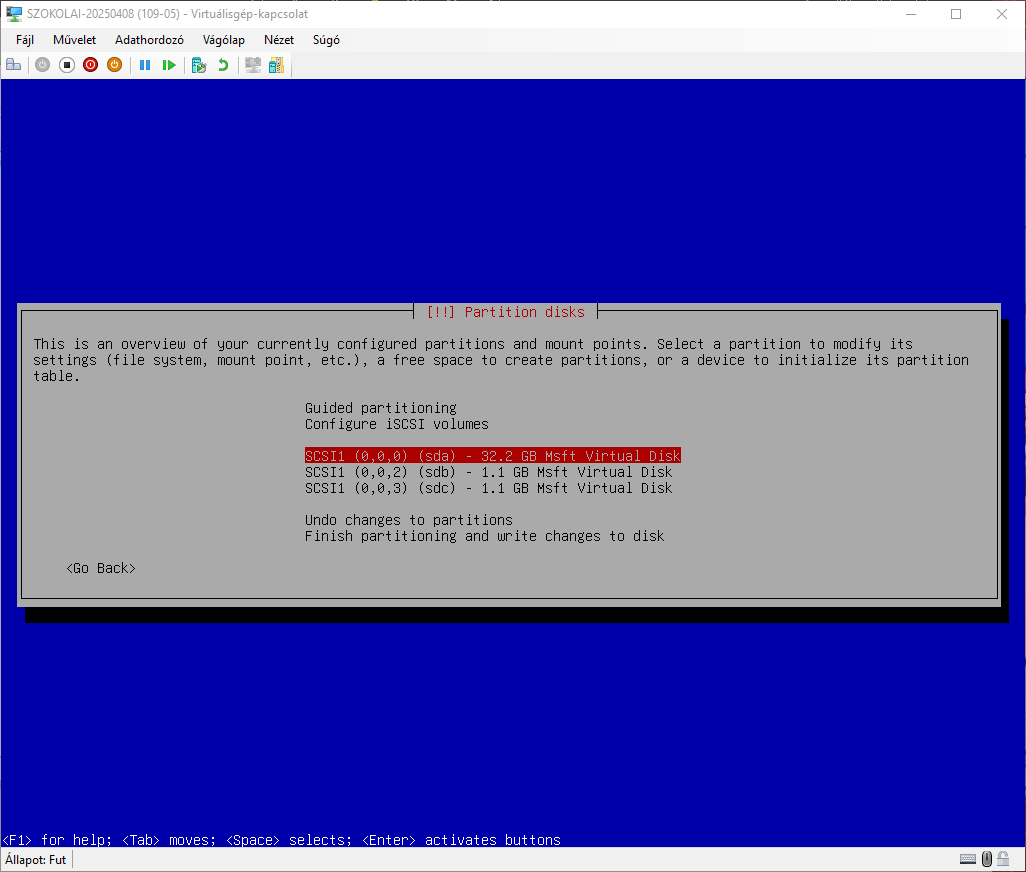 SZOKOLAI-20250408 (109-05) - Virtuálisgép-kapcsolat
Fájl Művelet Adathordozó Vágólap Nézet Súgó
[!!] Partition disks
This is an overview of your currently configured partitions and mount points. Select a partition to modify its
settings (file system, mount point, etc.), a free space to create partitions, or a device to initialize its partition
table.
Guided partitioning
Configure iSCSI volumes
SCSI1 (0,0,0) (sda) - 32.2 GB Msft Virtual Disk
SCSI1 (0,0,2) (sdb) - 1.1 GB Msft Virtual Disk
SCSI1 (0,0,3) (sdc) - 1.1 GB Msft Virtual Disk
Undo changes to partitions
Finish partitioning and write changes to disk
<Go Back>
<F1> for help; <Tab> moves; <Space> selects; <Enter> activates buttons
Állapot: Fut